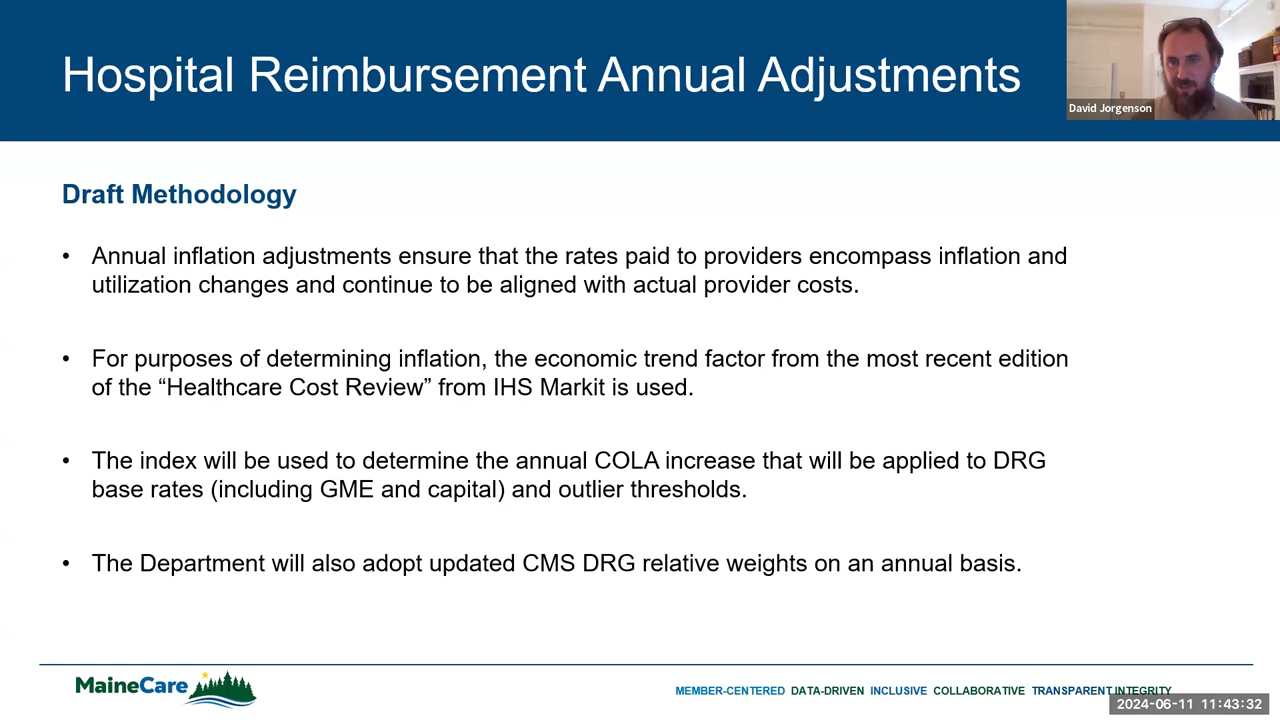 Hospital Reimbursement Annual Adjustments
David Jorgenson
Draft Methodology
• Annual inflation adjustments ensure that the rates paid to providers encompass inflation and
utilization changes and continue to be aligned with actual provider costs.
• For purposes of determining inflation, the economic trend factor from the most recent edition
of the “Healthcare Cost Review” from IHS Markit is used.
• The index will be used to determine the annual COLA increase that will be applied to DRG
base rates (including GME and capital) and outlier thresholds.
• The Department will also adopt updated CMS DRG relative weights on an annual basis.
MaineCare
MEMBER-CENTERED DATA-DRIVEN INCLUSIVE COLLABORATIVE TRANSPARENT INTEGRITY
2024-06-11 11:43:32